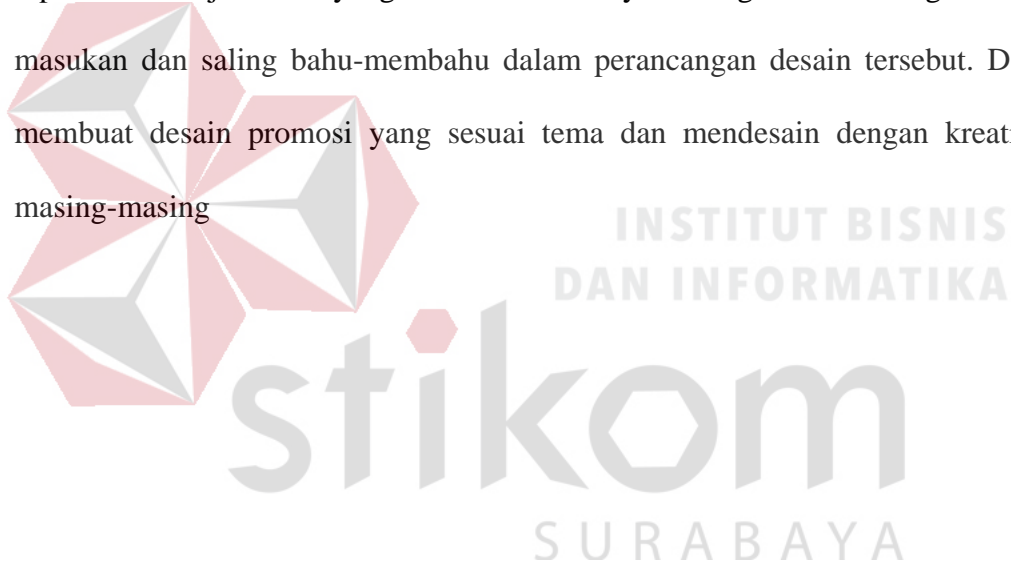 masukan dan saling bahu-membahu dalam perancangan desain tersebut. D
membuat desain promosi yang sesuai tema dan mendesain dengan kreat
masing-masing
INSTITUT BISNIS
DAN INFORMATIKA
stikom
SURABAYA